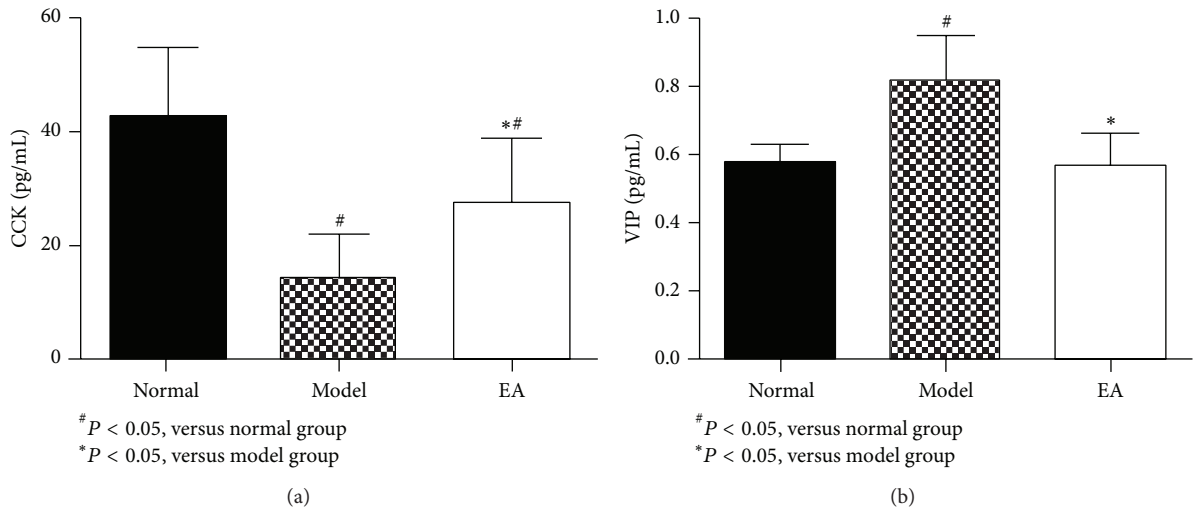 60
40
20
0
CCK (pg/mL)
#
*#
Normal
Model
EA
#P < 0.05, versus normal group
*P < 0.05, versus model group
(a)
1.0
0.8
0.6
0.4
0.2
0.0
VIP (pg/mL)
#
*
Normal
Model
EA
#P < 0.05, versus normal group
*P < 0.05, versus model group
(b)